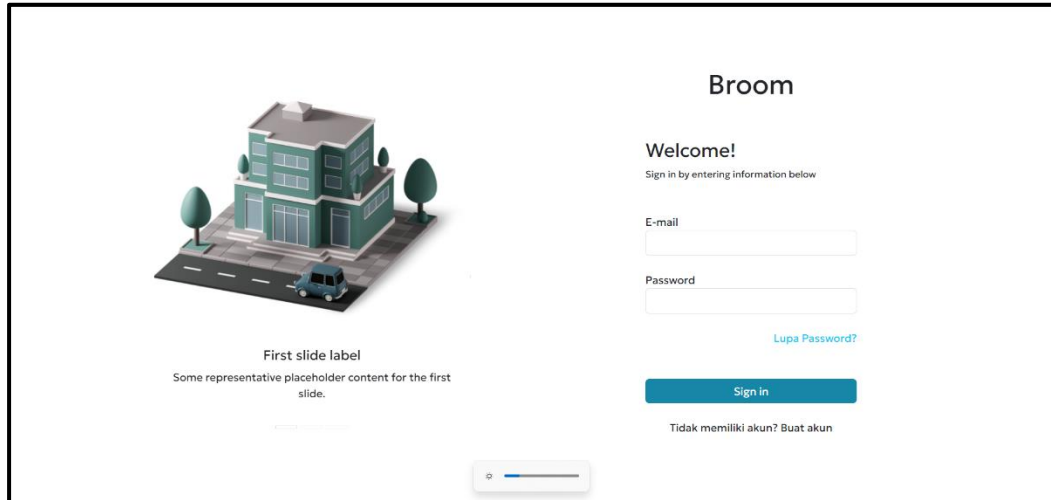 Broom
Welcome!
Sign in by entering information below
E-mail
Password
Lupa Password?
Sign in
Tidak memiliki akun? Buat akun
First slide label
Some representative placeholder content for the first
slide.